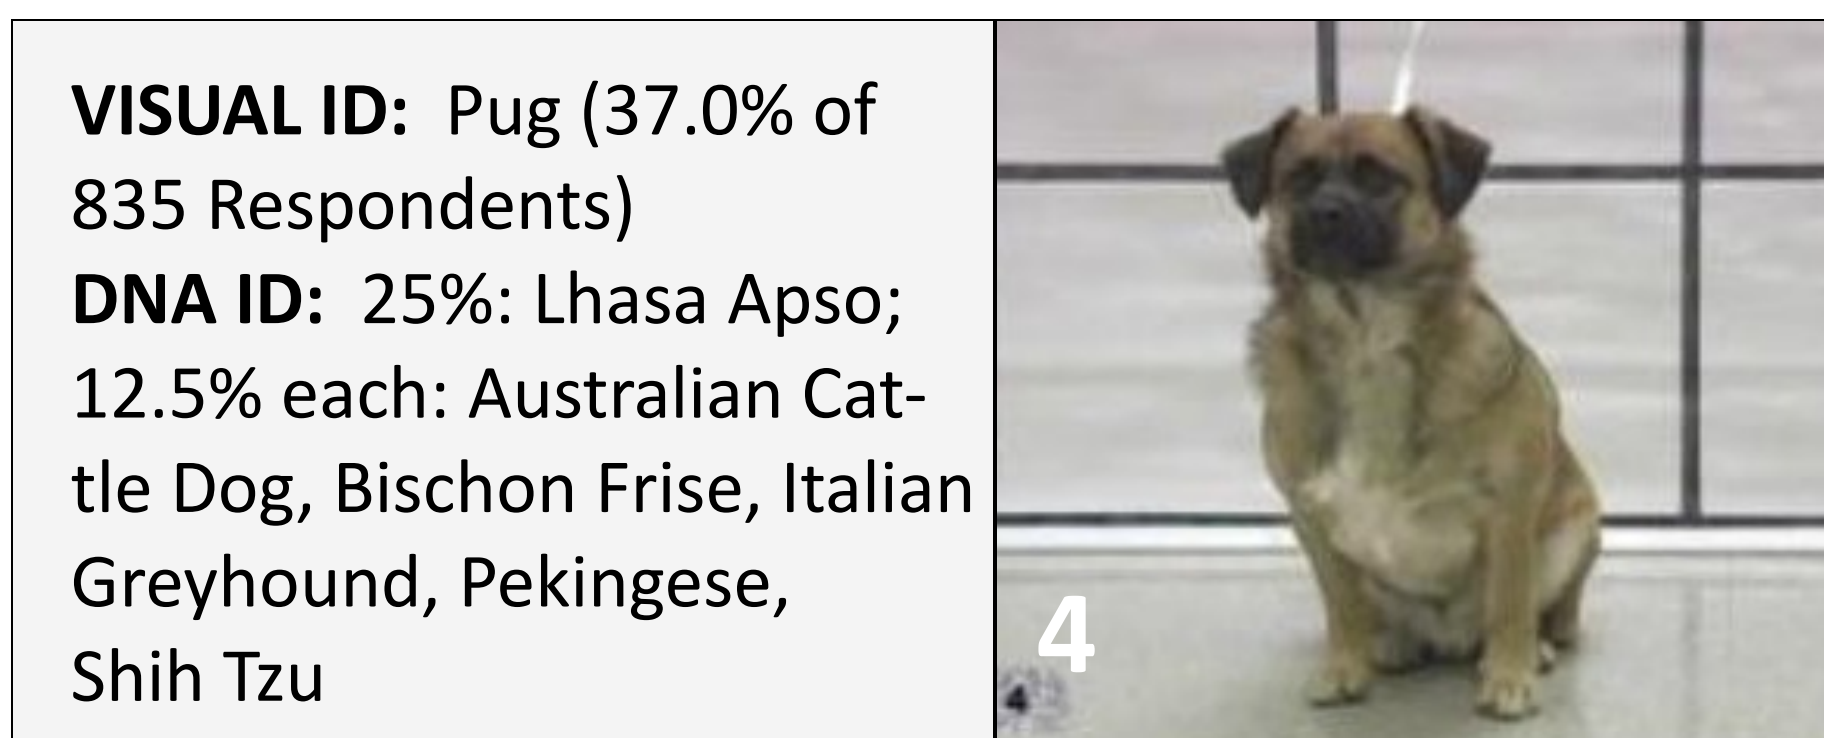 VISUAL ID:  Pug (37.0% of
835 Respondents)
DNA ID:  25%: Lhasa Apso;
12.5% each: Australian Cat-
tle Dog, Bischon Frise, Italian
Greyhound, Pekingese,
Shih Tzu
4
4